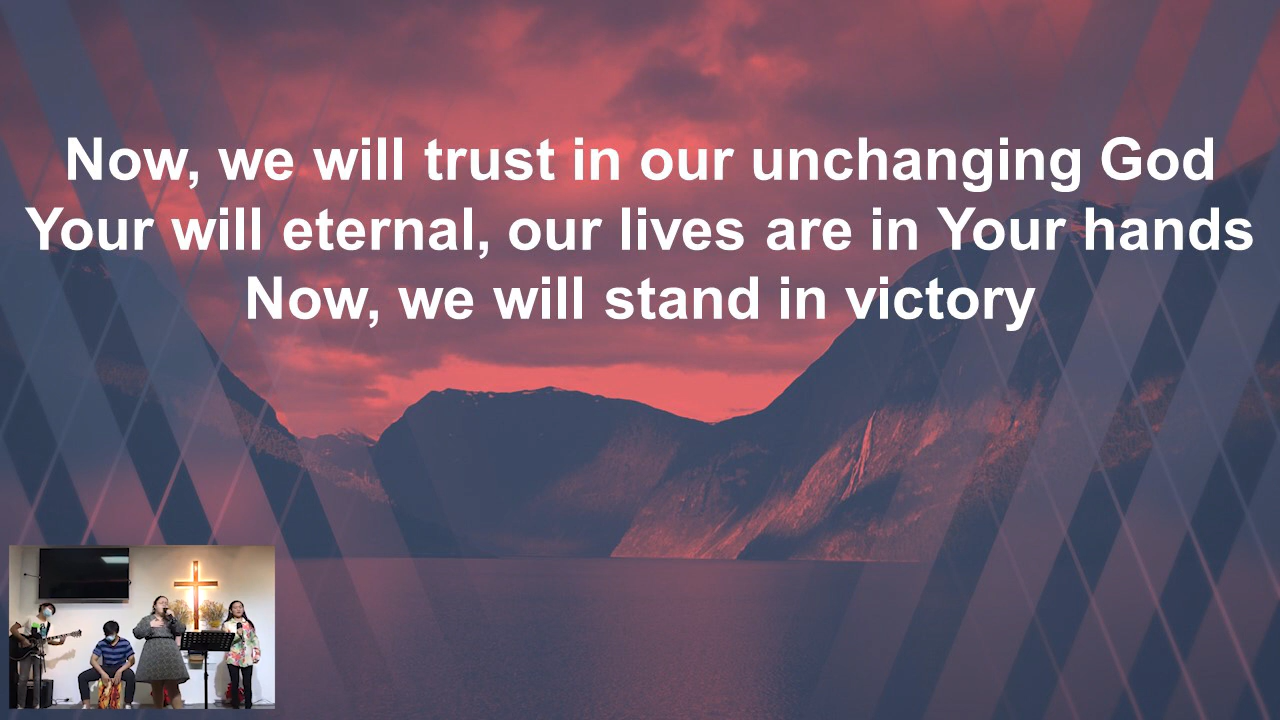 Now, we will trust in our unchanging God
Your will eternal, our lives are in Your hands
Now, we will stand in victory